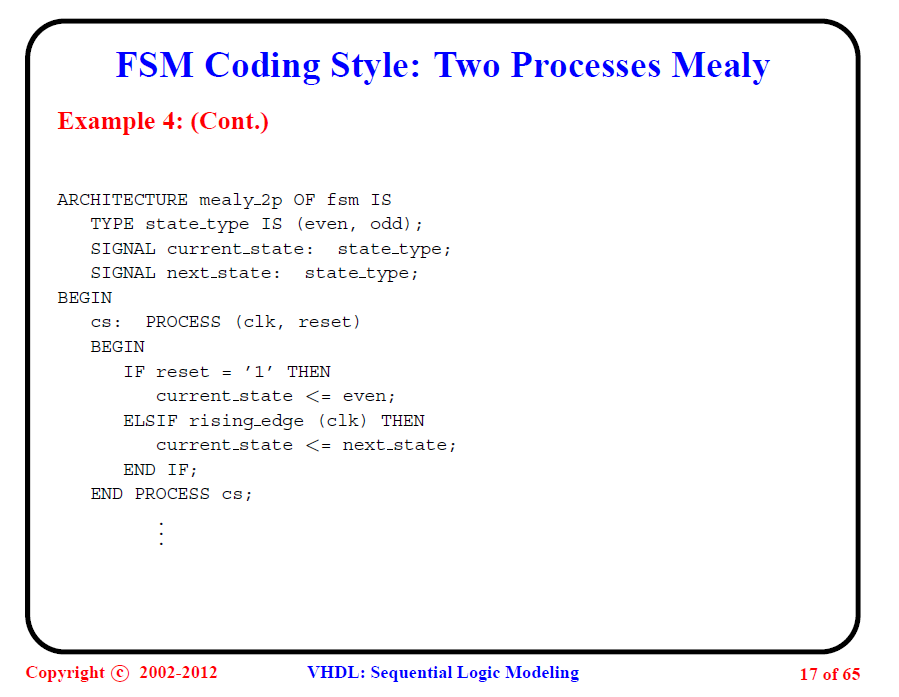 FSM Coding Style: Two Processes Mealy
Example 4: (Cont.)
ARCHITECTURE mealy_2p OF fsm IS
TYPE state_type IS (even, odd);
SIGNAL current_state: state_type;
SIGNAL next_state: state_type;
BEGIN
cs: PROCESS (clk, reset)
BEGIN
IF reset = ’1’ THEN
current_state <= even;
ELSIF rising_edge (clk) THEN
current_state <= next_state;
END IF;
END PROCESS cs;
⋮
Copyright © 2002-2012 VHDL: Sequential Logic Modeling 17 of 65